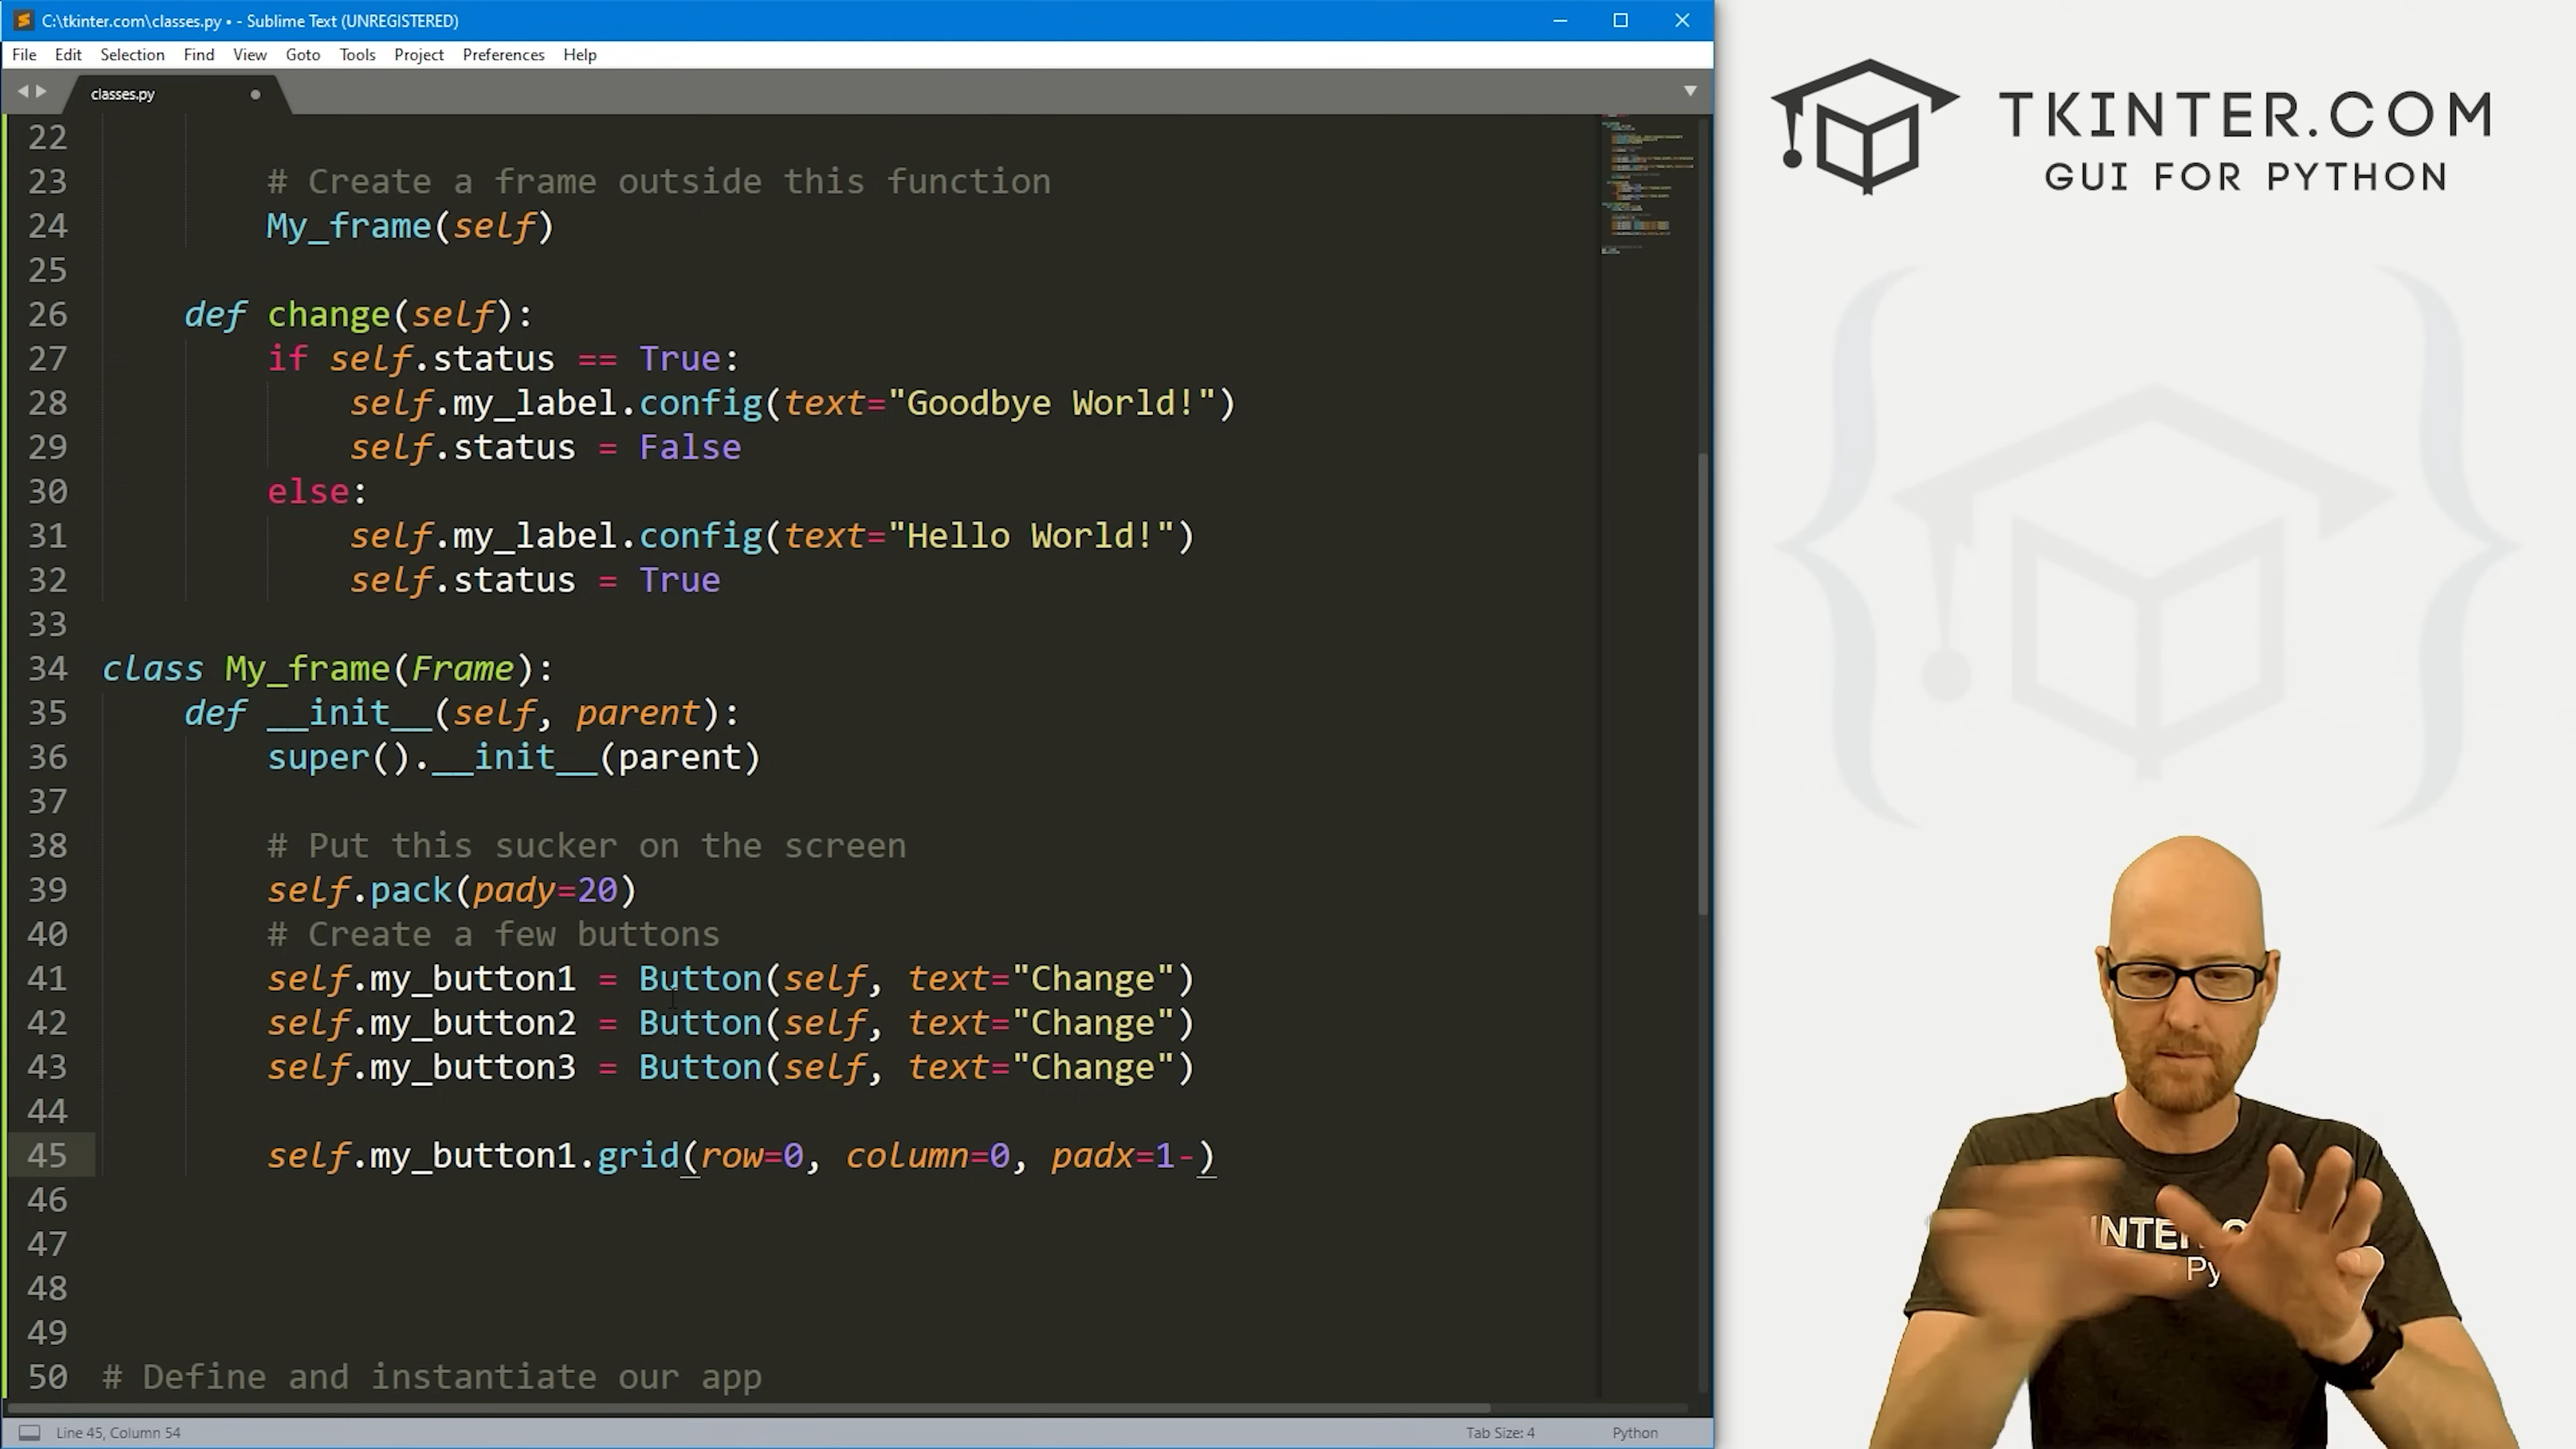 C:\tkinter.com\classes.py • - Sublime Text (UNREGISTERED)
File Edit Selection Find View Goto Tools Project Preferences Help
classes.py
22
23 # Create a frame outside this function
24 My_frame(self)
25
26 def change(self):
27 if self.status == True:
28 self.my_label.config(text="Goodbye World!")
29 self.status = False
30 else:
31 self.my_label.config(text="Hello World!")
32 self.status = True
33
34 class My_frame(Frame):
35 def __init__(self, parent):
36 super().__init__(parent)
37
38 # Put this sucker on the screen
39 self.pack(pady=20)
40 # Create a few buttons
41 self.my_button1 = Button(self, text="Change")
42 self.my_button2 = Button(self, text="Change")
43 self.my_button3 = Button(self, text="Change")
44
45 self.my_button1.grid(row=0, column=0, padx=1-)
46
47
48
49
50 # Define and instantiate our app
Line 45, Column 54 Tab Size: 4 Python
TKINTER.COM
GUI FOR PYTHON